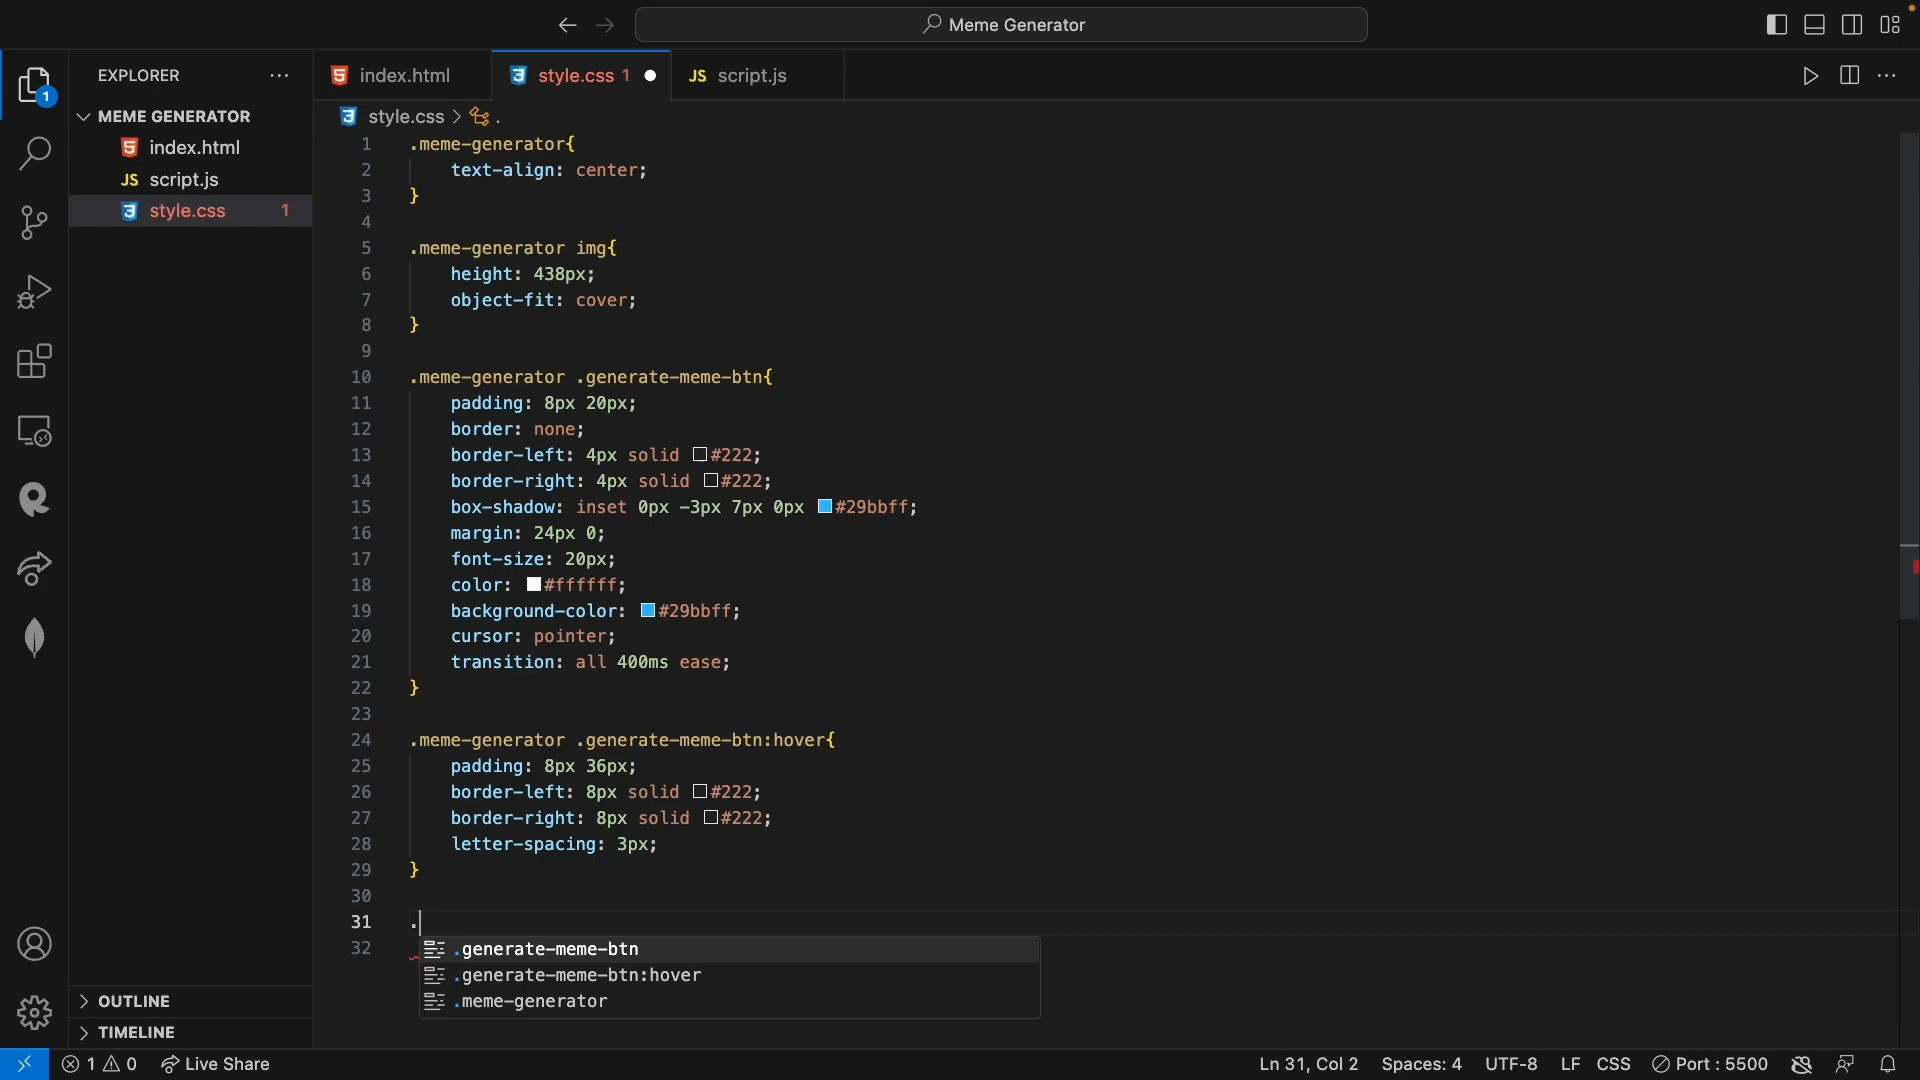 Meme Generator
EXPLORER
index.html
style.css 1
JS script.js
MEME GENERATOR
index.html
JS script.js
style.css 1
style.css > .
1 .meme-generator{
2 text-align: center;
3 }
4
5 .meme-generator img{
6 height: 438px;
7 object-fit: cover;
8 }
9
10 .meme-generator .generate-meme-btn{
11 padding: 8px 20px;
12 border: none;
13 border-left: 4px solid #222;
14 border-right: 4px solid #222;
15 box-shadow: inset 0px -3px 7px 0px #29bbff;
16 margin: 24px 0;
17 font-size: 20px;
18 color: #ffffff;
19 background-color: #29bbff;
20 cursor: pointer;
21 transition: all 400ms ease;
22 }
23
24 .meme-generator .generate-meme-btn:hover{
25 padding: 8px 36px;
26 border-left: 8px solid #222;
27 border-right: 8px solid #222;
28 letter-spacing: 3px;
29 }
30
31 .
32
.generate-meme-btn
.generate-meme-btn:hover
.meme-generator
1
OUTLINE
TIMELINE
1 0 Live Share
Ln 31, Col 2 Spaces: 4 UTF-8 LF CSS Port : 5500